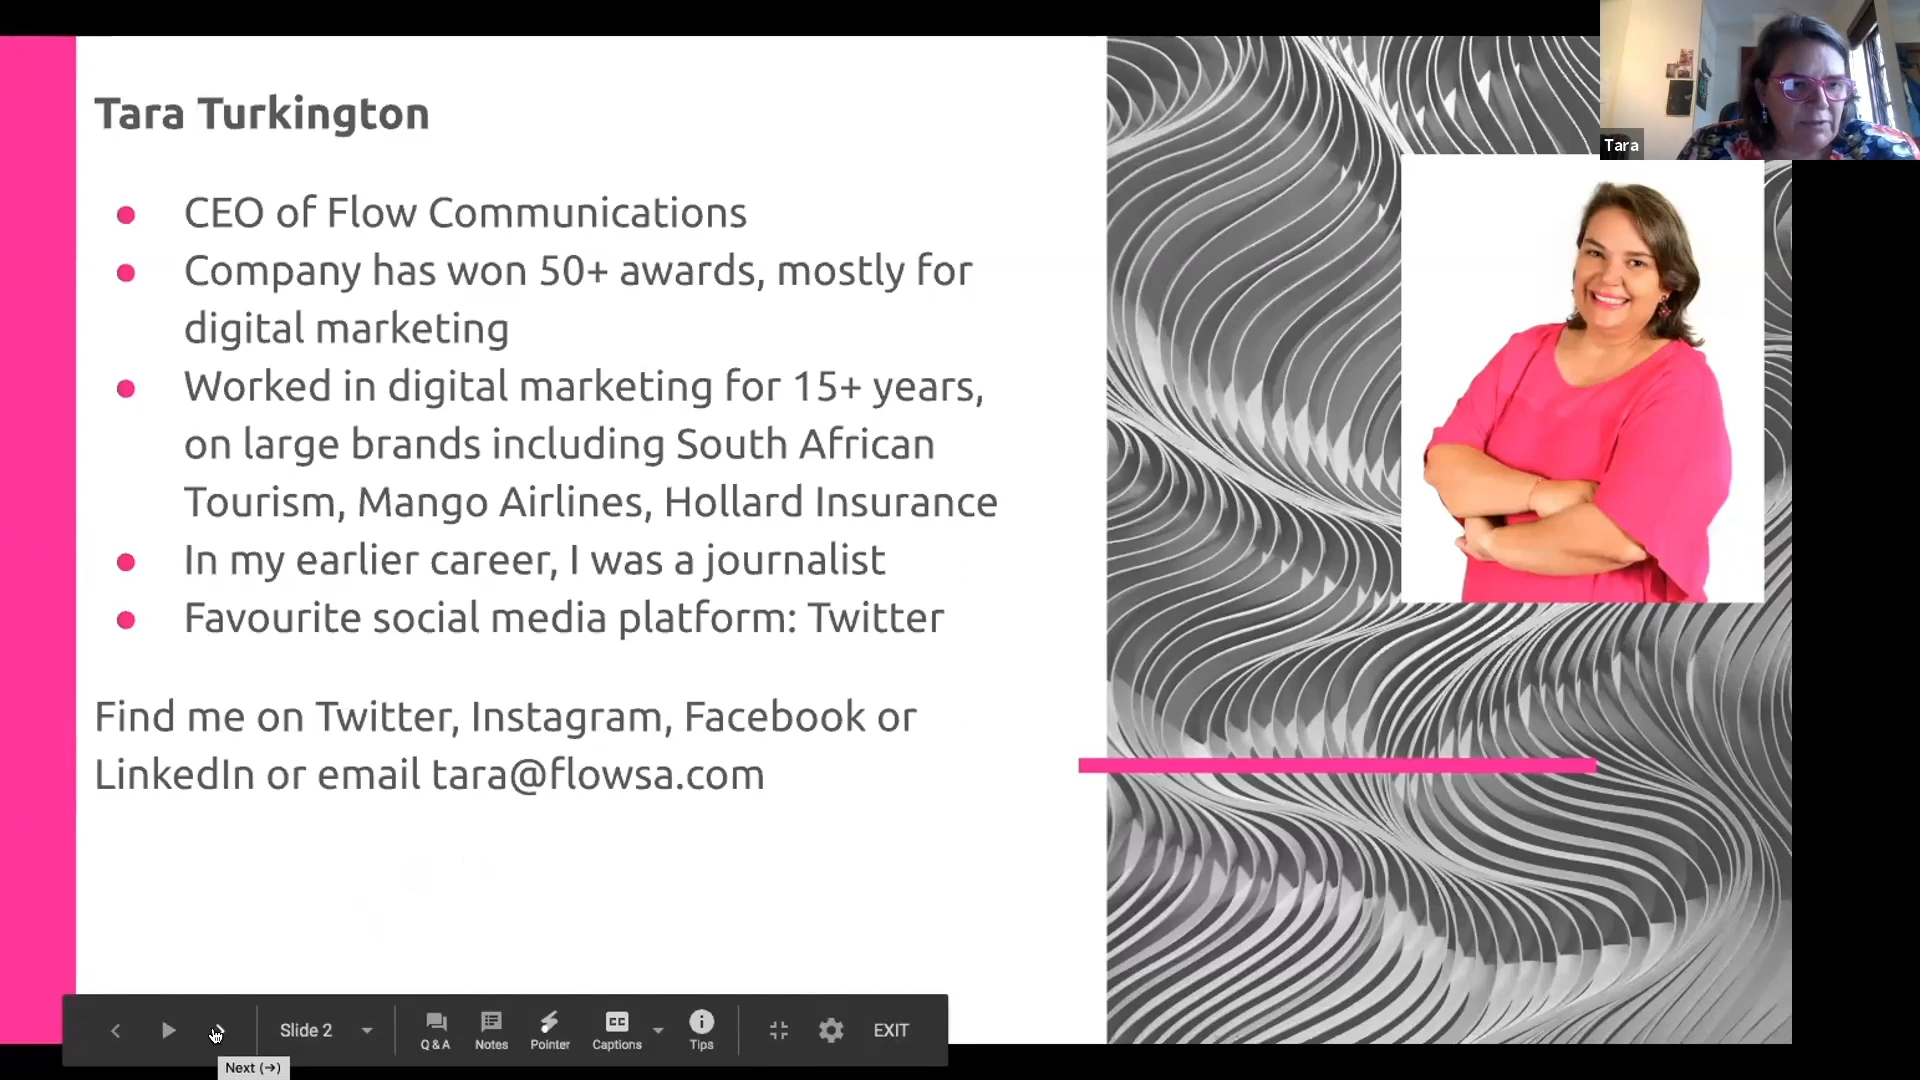 Tara Turkington
Tara
CEO of Flow Communications
Company has won 50+ awards, mostly for
digital marketing
Worked in digital marketing for 15+ years,
on large brands including South African
Tourism, Mango Airlines, Hollard Insurance
In my earlier career, I was a journalist
Favourite social media platform: Twitter
Find me on Twitter, Instagram, Facebook or
LinkedIn or email tara@flowsa.com
Slide 2
Q & A
Notes
Pointer
CC
Captions
Tips
EXIT
Next (→)